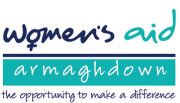 women's aid
armaghdown
the opportunity to make a difference